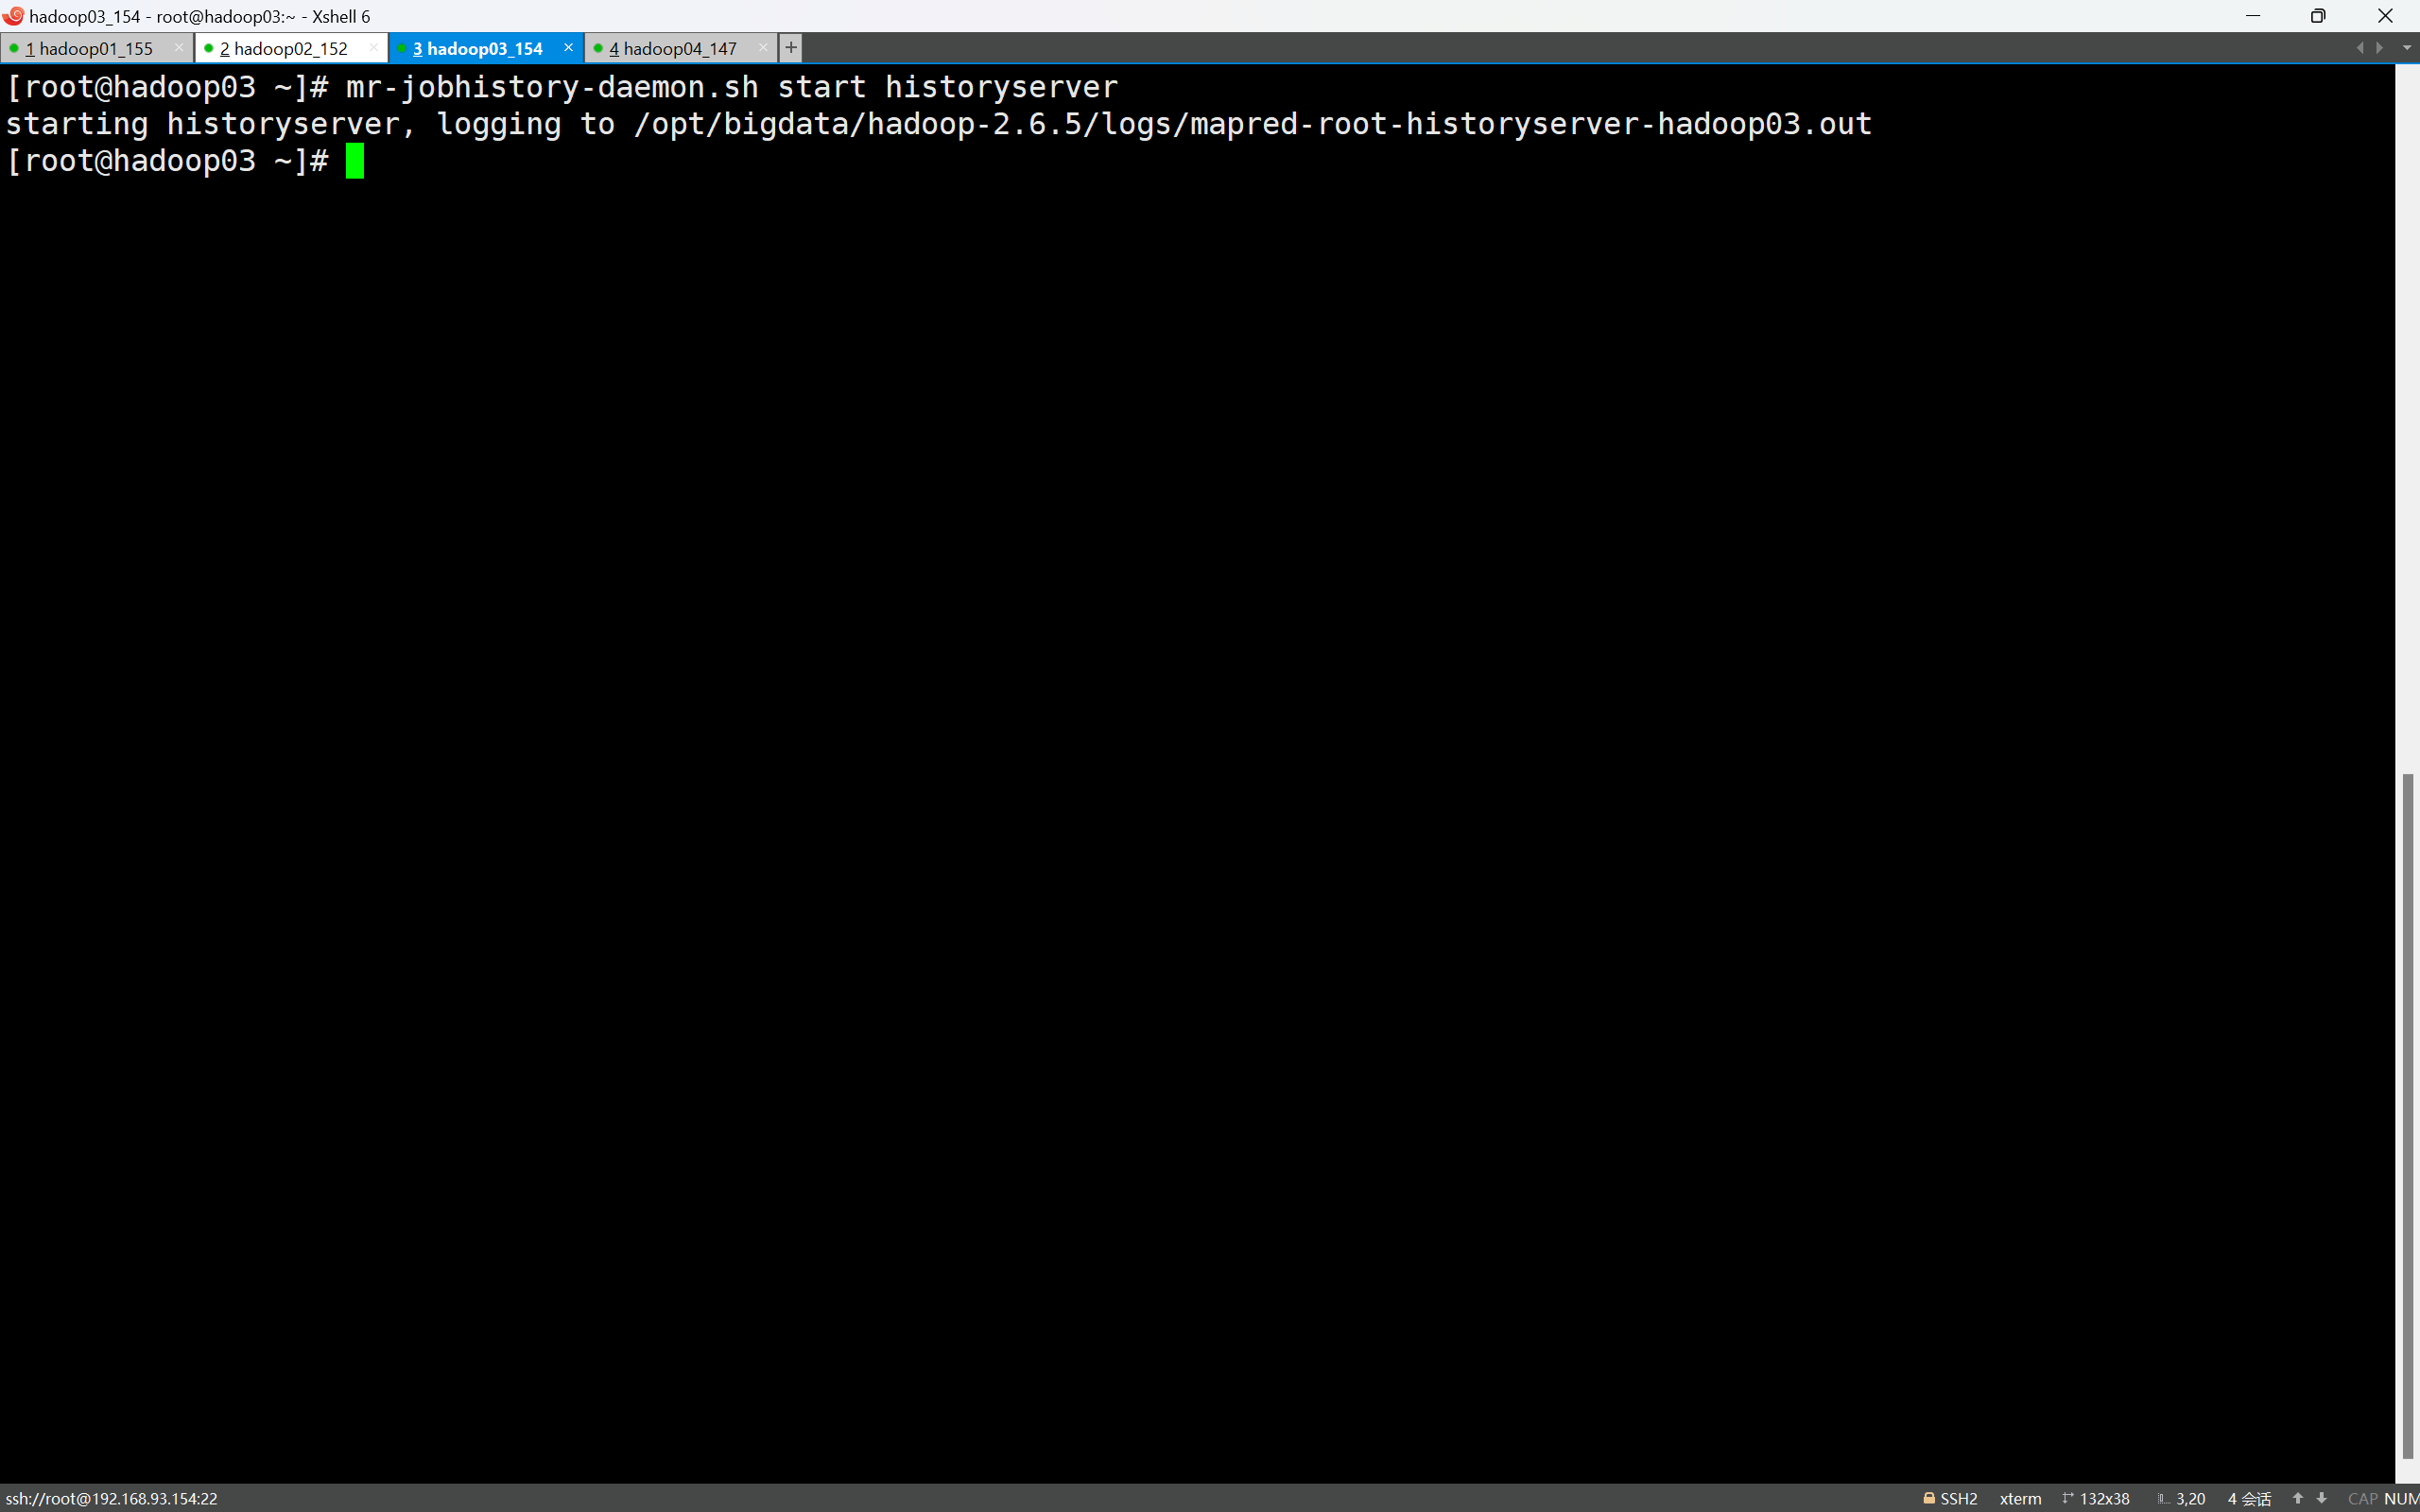 hadoop03_154 - root@hadoop03:~ - Xshell 6
1 hadoop01_155 × 2 hadoop02_152 × 3 hadoop03_154 × 4 hadoop04_147 × +
[root@hadoop03 ~]# mr-jobhistory-daemon.sh start historyserver
starting historyserver, logging to /opt/bigdata/hadoop-2.6.5/logs/mapred-root-historyserver-hadoop03.out
[root@hadoop03 ~]#
ssh://root@192.168.93.154:22 SSH2 xterm 132x38 3,20 4 会话 CAP NUM